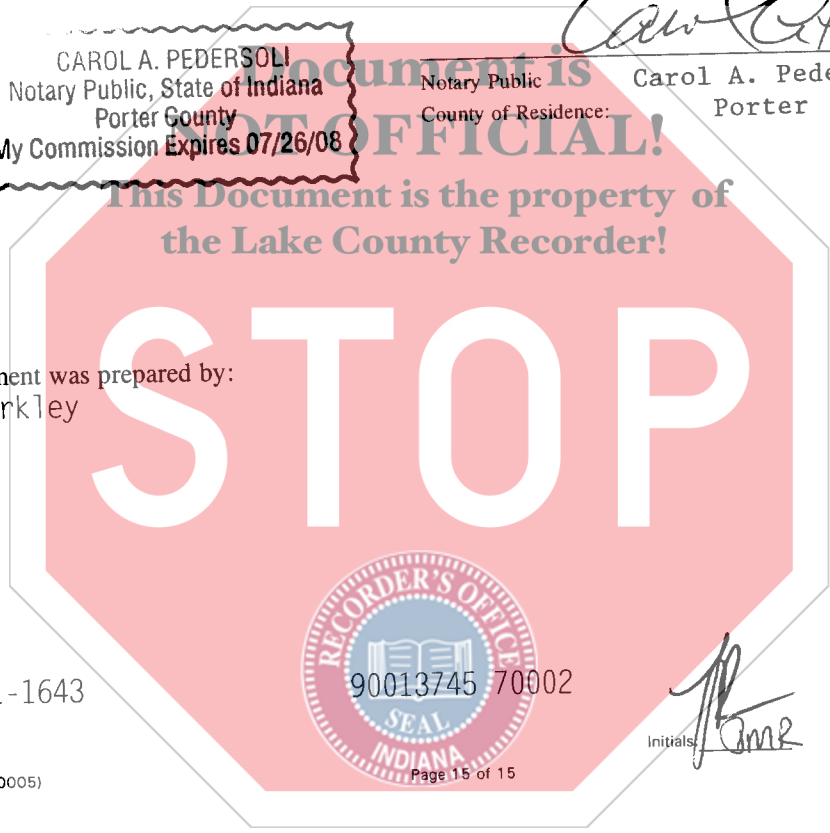 CAROL A. PEDERSOLI
Notary Public, State of Indiana
Porter County
My Commission Expires 07/26/08
Notary Public
Carol A. Pede
County of Residence:
Porter
Document is
NOT OFFICIAL!
This Document is the property of
the Lake County Recorder!
STOP
ment was prepared by:
rkley
RECORDER'S OFFICE
SEAL
INDIANA
-1643
90013745 70002
Initials:
JMR
Page 15 of 15
0005)